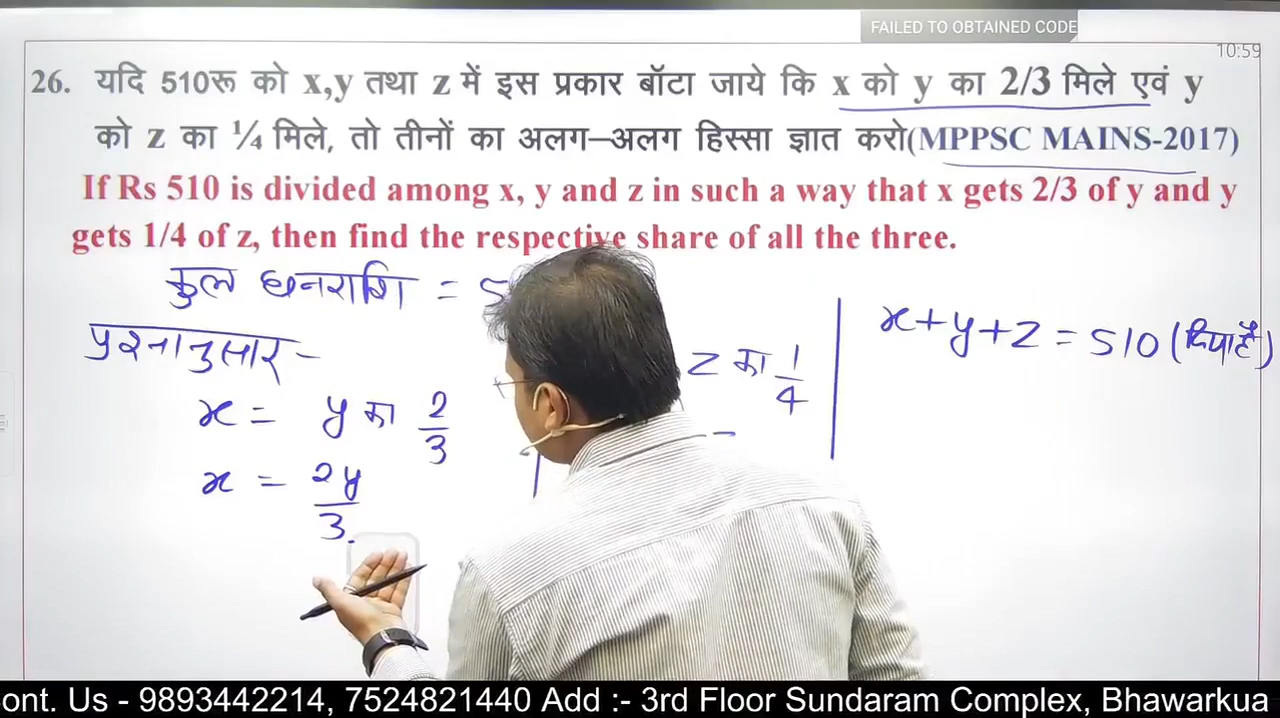 FAILED TO OBTAINED CODE
10:59
26. यदि 510रू को x,y तथा z में इस प्रकार बॉटा जाये कि x को y का 2/3 मिले एवं y
को z का ¼ मिले, तो तीनों का अलग–अलग हिस्सा ज्ञात करो(MPPSC MAINS-2017)
If Rs 510 is divided among x, y and z in such a way that x gets 2/3 of y and y
gets 1/4 of z, then find the respective share of all the three.
कुल धनराशि = 5
प्रश्नानुसार –
x = y का 2/3
x = 2y/3
z का 1/4
x+y+z = 510 (दिया है)
ont. Us - 9893442214, 7524821440 Add :- 3rd Floor Sundaram Complex, Bhawarkua